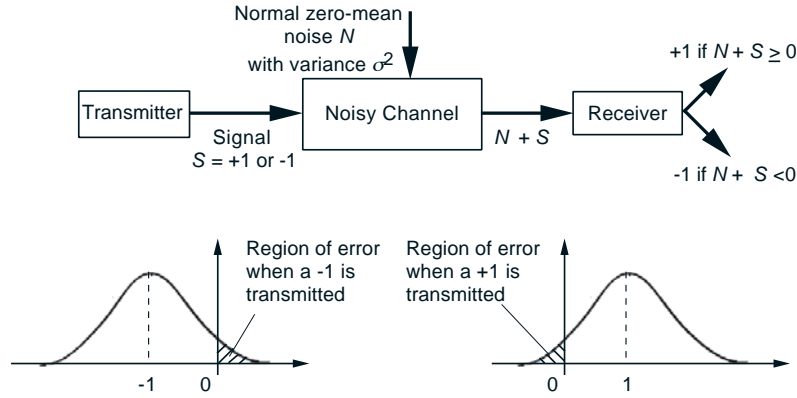 Normal zero-mean
noise N
with variance σ²
+1 if N + S ≥ 0
Transmitter
Noisy Channel
Receiver
Signal
S = +1 or -1
N + S
-1 if N + S <0
Region of error
when a -1 is
transmitted
Region of error
when a +1 is
transmitted
-1
0
0
1